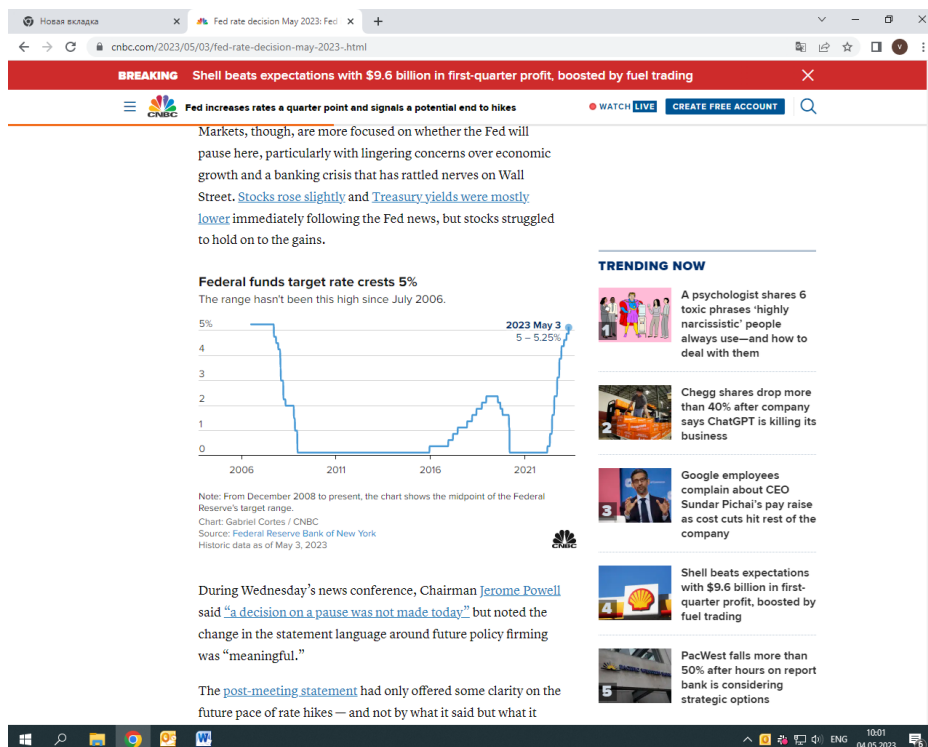 Новая вкладка
Fed rate decision May 2023: Fed
cnbc.com/2023/05/03/fed-rate-decision-may-2023-.html
v
BREAKING Shell beats expectations with $9.6 billion in first-quarter profit, boosted by fuel trading
CNBC
Fed increases rates a quarter point and signals a potential end to hikes
WATCH LIVE
CREATE FREE ACCOUNT
Markets, though, are more focused on whether the Fed will
pause here, particularly with lingering concerns over economic
growth and a banking crisis that has rattled nerves on Wall
Street. Stocks rose slightly and Treasury yields were mostly
lower immediately following the Fed news, but stocks struggled
to hold on to the gains.
Federal funds target rate crests 5%
The range hasn't been this high since July 2006.
5%
4
3
2
1
0
2023 May 3
5 – 5.25%
2006 2011 2016 2021
Note: From December 2008 to present, the chart shows the midpoint of the Federal
Reserve's target range.
Chart: Gabriel Cortes / CNBC
Source: Federal Reserve Bank of New York
Historic data as of May 3, 2023
CNBC
During Wednesday's news conference, Chairman Jerome Powell
said “a decision on a pause was not made today” but noted the
change in the statement language around future policy firming
was “meaningful.”
The post-meeting statement had only offered some clarity on the
future pace of rate hikes — and not by what it said but what it
TRENDING NOW
1
A psychologist shares 6
toxic phrases ‘highly
narcissistic’ people
always use—and how to
deal with them
2
Chegg shares drop more
than 40% after company
says ChatGPT is killing its
business
3
Google employees
complain about CEO
Sundar Pichai's pay raise
as cost cuts hit rest of the
company
4
Shell beats expectations
with $9.6 billion in first-
quarter profit, boosted by
fuel trading
5
PacWest falls more than
50% after hours on report
bank is considering
strategic options
ENG
10:01
04.05.2023
6